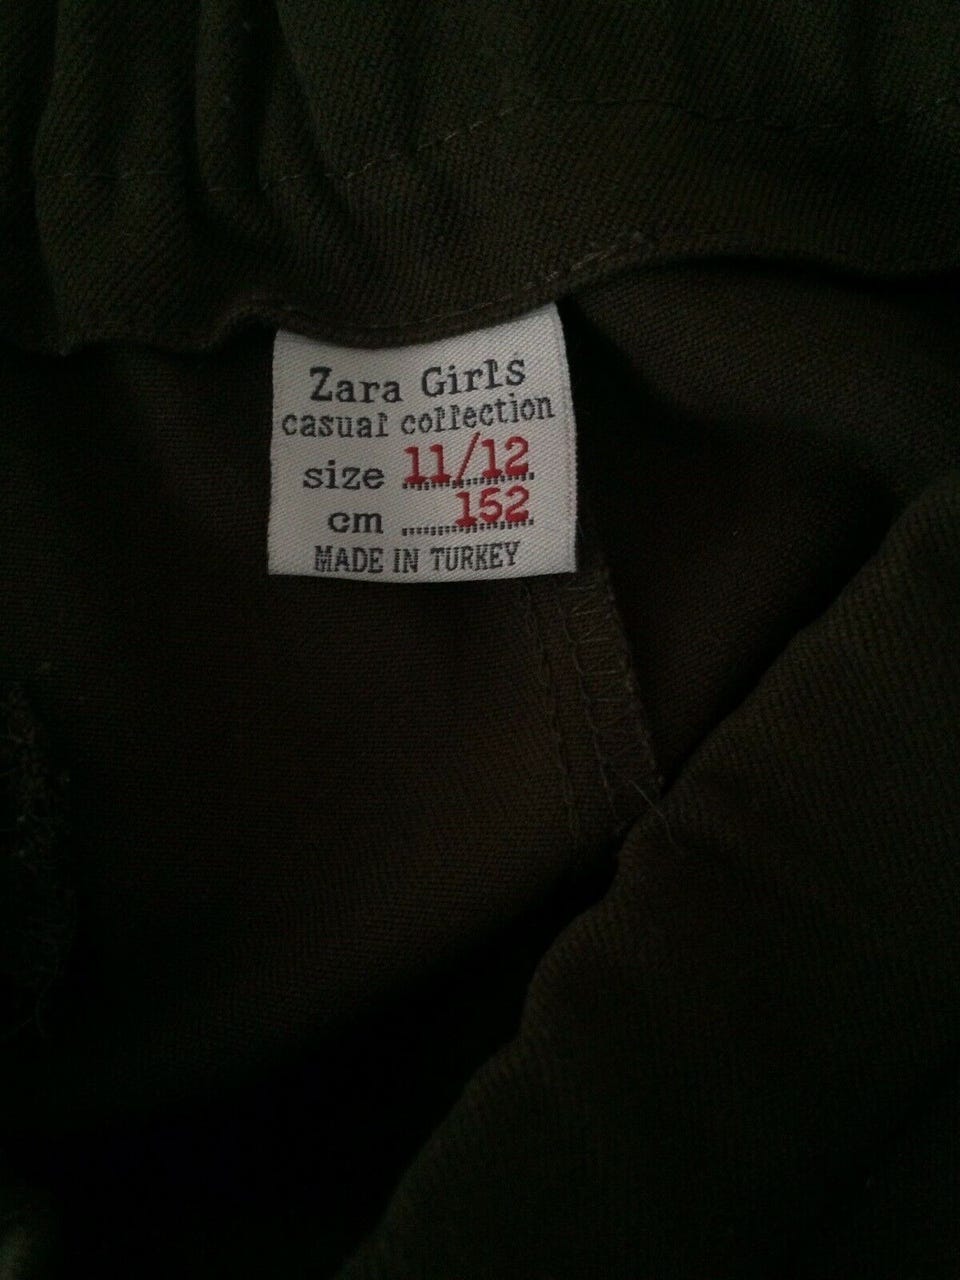 Zara Girls
casual collection
size 11/12
cm 152
MADE IN TURKEY